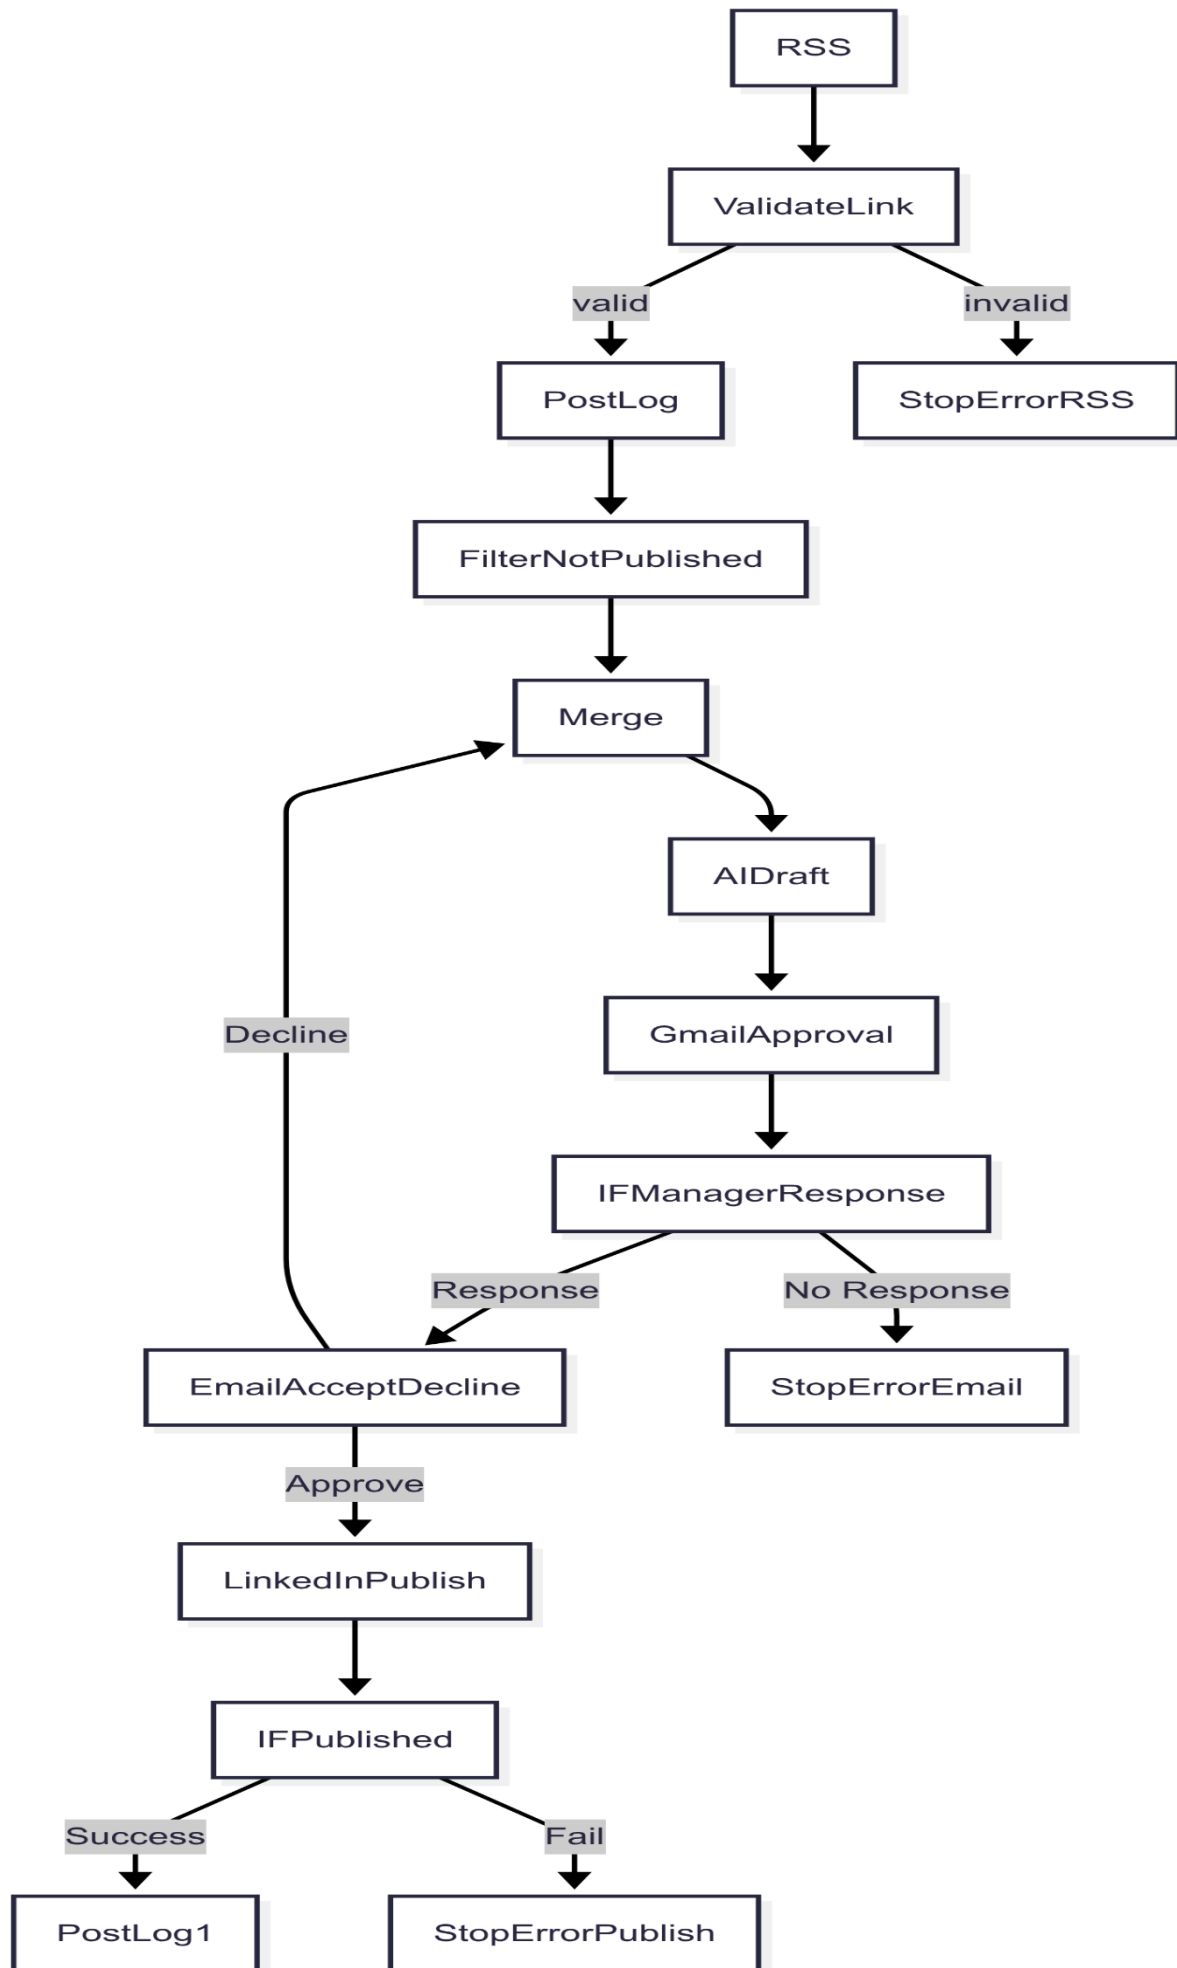 RSS
ValidateLink
valid
invalid
PostLog
StopErrorRSS
FilterNotPublished
Merge
AIDraft
Decline
GmailApproval
IFManagerResponse
Response
No Response
EmailAcceptDecline
StopErrorEmail
Approve
LinkedInPublish
IFPublished
Success
Fail
PostLog1
StopErrorPublish